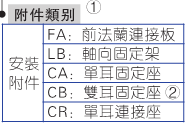 附件类别 ①
安裝附件
FA: 前法蘭連接板
LB: 軸向固定架
CA: 單耳固定座
CB: 雙耳固定座 ②
CR: 單耳連接座